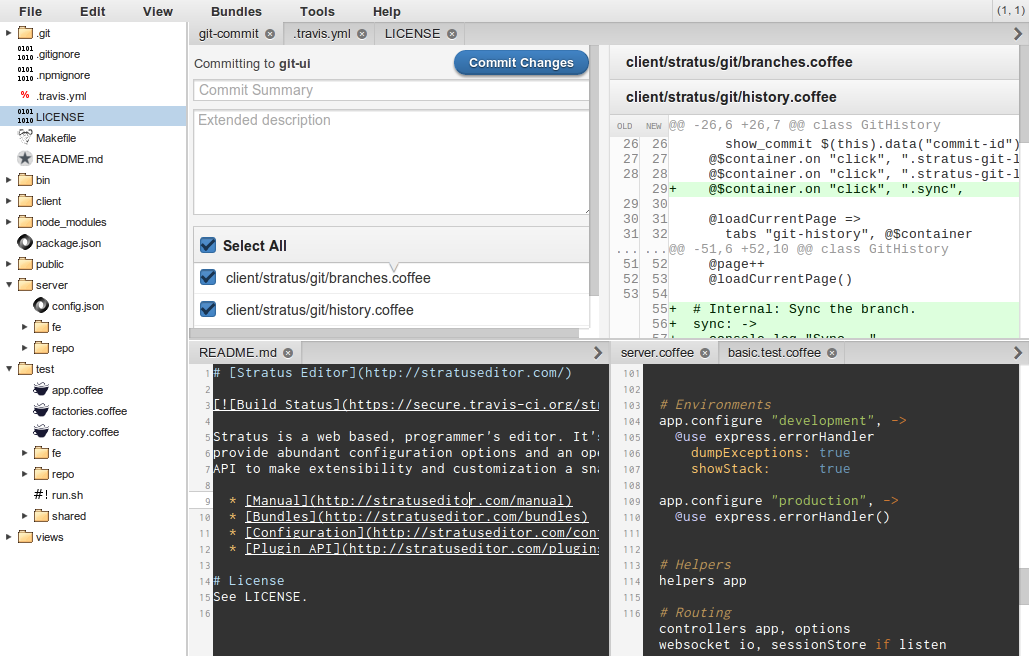 File Edit View Bundles Tools Help (1, 1)
.git
.gitignore
.npmignore
.travis.yml
LICENSE
Makefile
README.md
bin
client
node_modules
package.json
public
server
config.json
fe
repo
test
app.coffee
factories.coffee
factory.coffee
fe
repo
#! run.sh
shared
views
git-commit .travis.yml LICENSE
Committing to git-ui Commit Changes
Commit Summary
Extended description
Select All
client/stratus/git/branches.coffee
client/stratus/git/history.coffee
client/stratus/git/branches.coffee
client/stratus/git/history.coffee
OLD NEW @@ -26,6 +26,7 @@ class GitHistory
26 26 show_commit $(this).data("commit-id")
27 27 @$container.on "click", ".stratus-git-l
28 28 @$container.on "click", ".stratus-git-l
29+ @$container.on "click", ".sync",
29 30
30 31 @loadCurrentPage =>
31 32 tabs "git-history", @$container
... ... @@ -51,6 +52,10 @@ class GitHistory
51 52 @page++
52 53 @loadCurrentPage()
53 54
55+ # Internal: Sync the branch.
56+ sync: ->
57+ console.log "Sync..."
README.md
1 # [Stratus Editor](http://stratuseditor.com/)
2
3 [![Build Status](https://secure.travis-ci.org/st
4
5 Stratus is a web based, programmer's editor. It's
6 provide abundant configuration options and an ope
7 API to make extensibility and customization a sna
8
9 * [Manual](http://stratuseditor.com/manual)
10 * [Bundles](http://stratuseditor.com/bundles)
11 * [Configuration](http://stratuseditor.com/con
12 * [Plugin API](http://stratuseditor.com/plugin
13
14 # License
15 See LICENSE.
16
server.coffee basic.test.coffee
101
102
103 # Environments
104 app.configure "development", ->
105 @use express.errorHandler
106 dumpExceptions: true
107 showStack: true
108
109 app.configure "production", ->
110 @use express.errorHandler()
111
112
113 # Helpers
114 helpers app
115
116 # Routing
controllers app, options
websocket io, sessionStore if listen